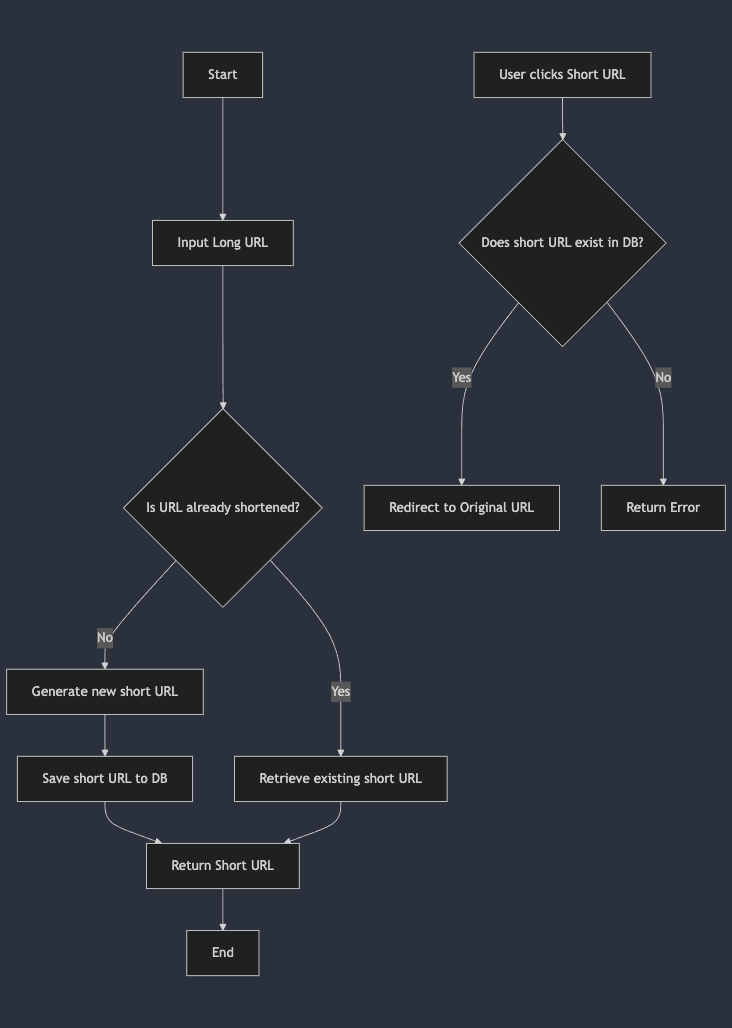 Start
User clicks Short URL
Input Long URL
Does short URL exist in DB?
Yes
No
Redirect to Original URL
Return Error
Is URL already shortened?
No
Generate new short URL
Yes
Save short URL to DB
Retrieve existing short URL
Return Short URL
End